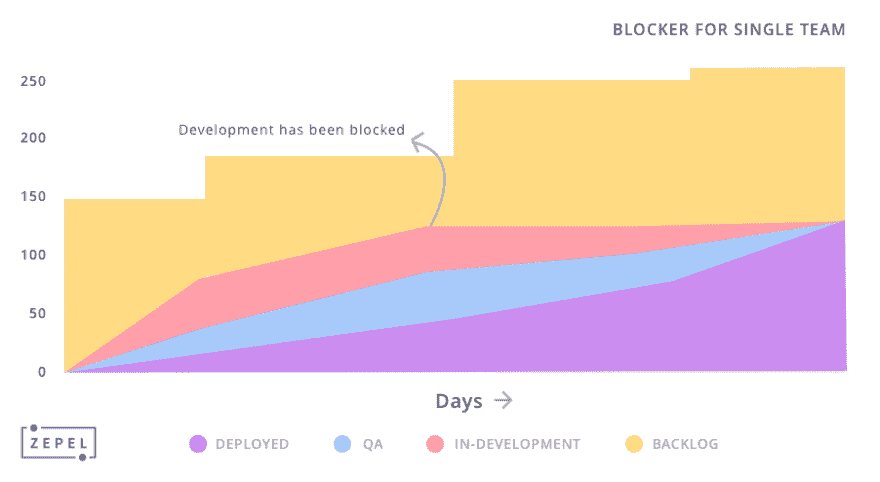 BLOCKER FOR SINGLE TEAM
250
Development has been blocked
200
150
100
50
0
Days
ZEPEL
DEPLOYED
QA
IN-DEVELOPMENT
BACKLOG